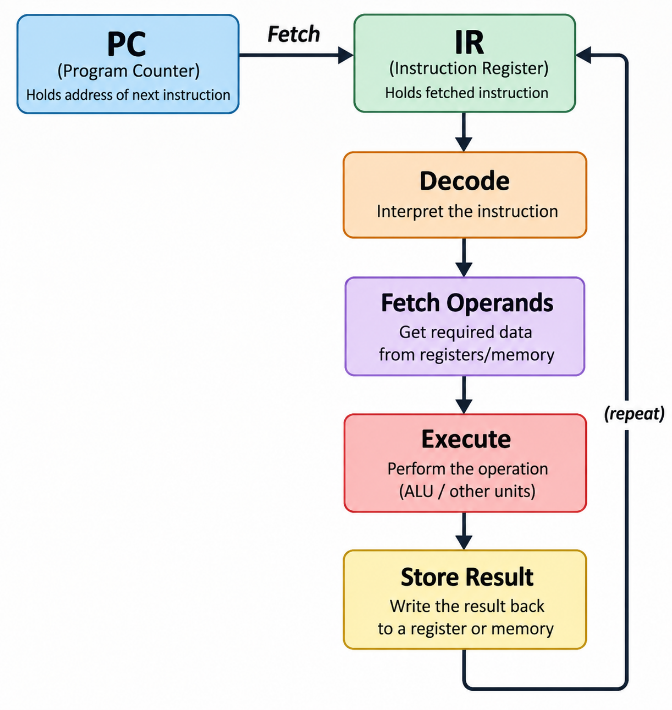 PC
(Program Counter)
Holds address of next instruction
Fetch
IR
(Instruction Register)
Holds fetched instruction
Decode
Interpret the instruction
Fetch Operands
Get required data
from registers/memory
(repeat)
Execute
Perform the operation
(ALU / other units)
Store Result
Write the result back
to a register or memory